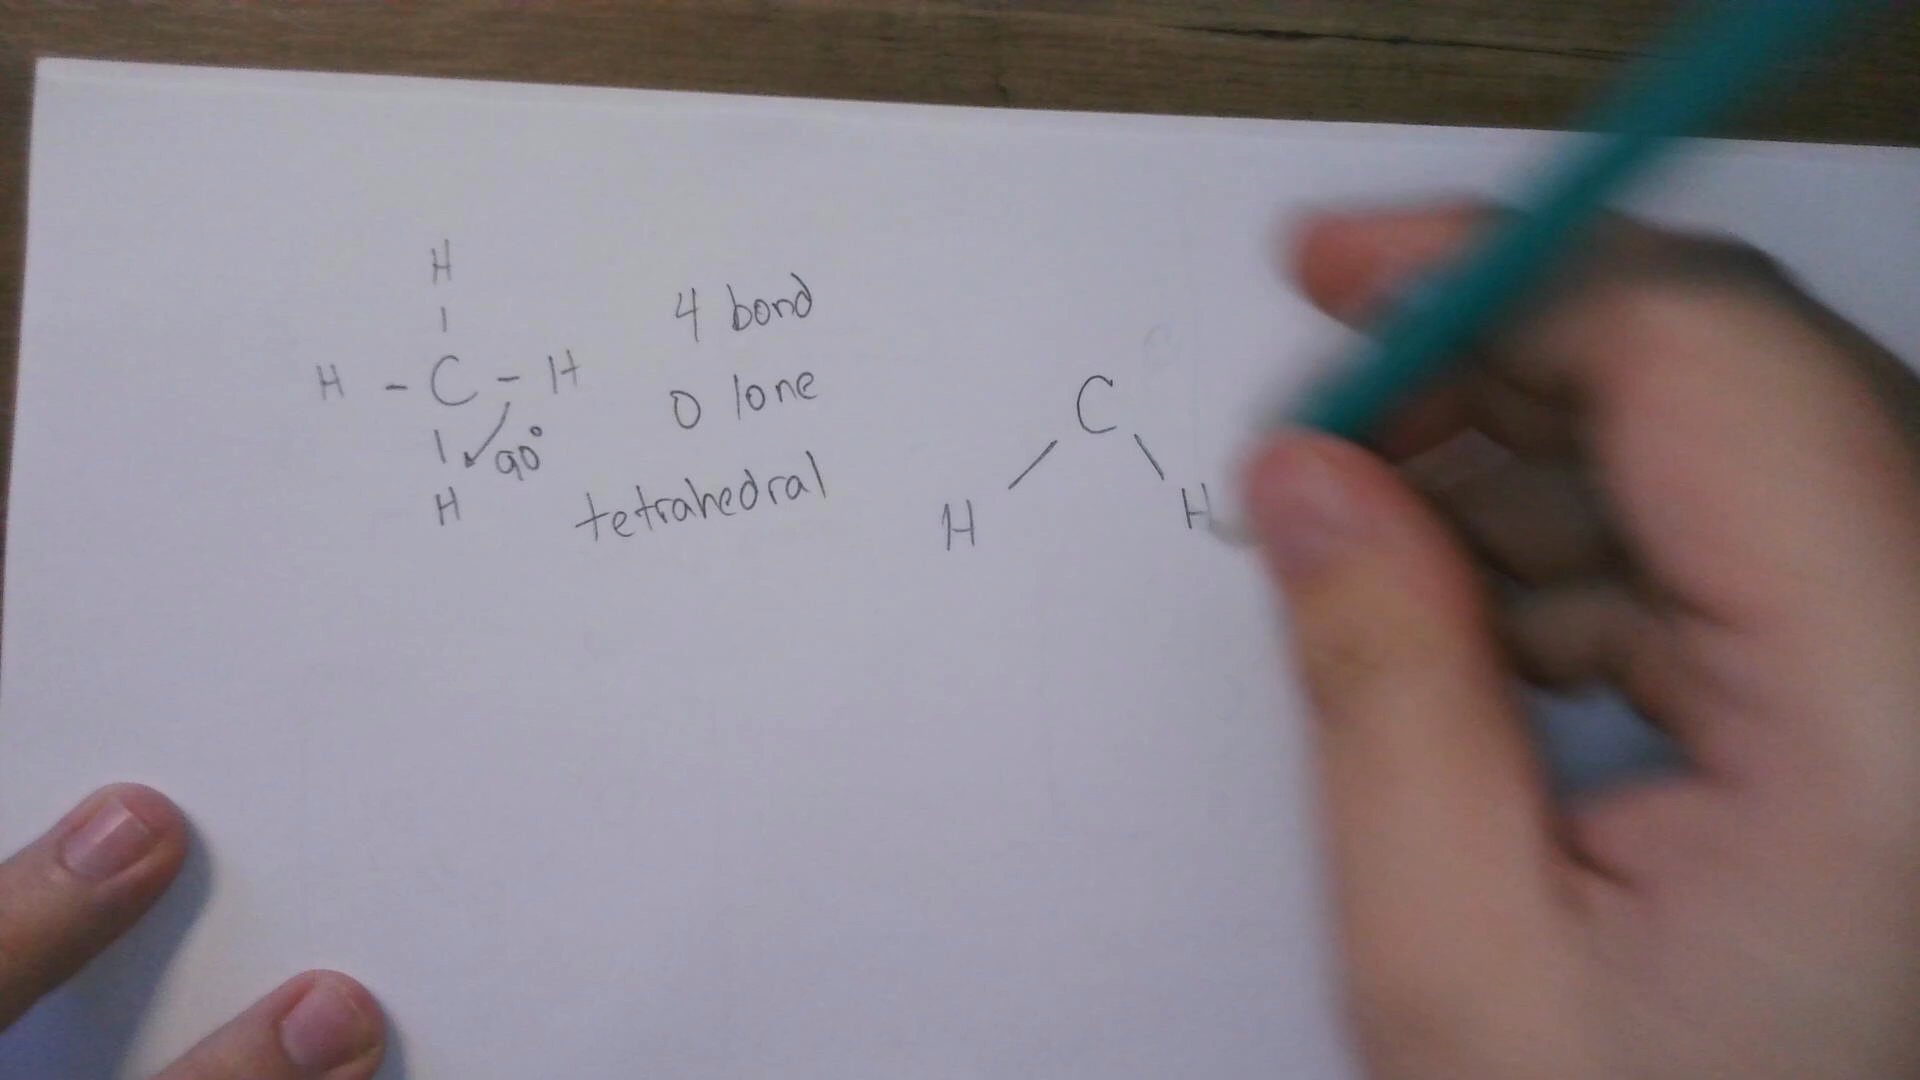 H
H - C - H
90°
H
4 bond
0 lone
tetrahedral
C
H H